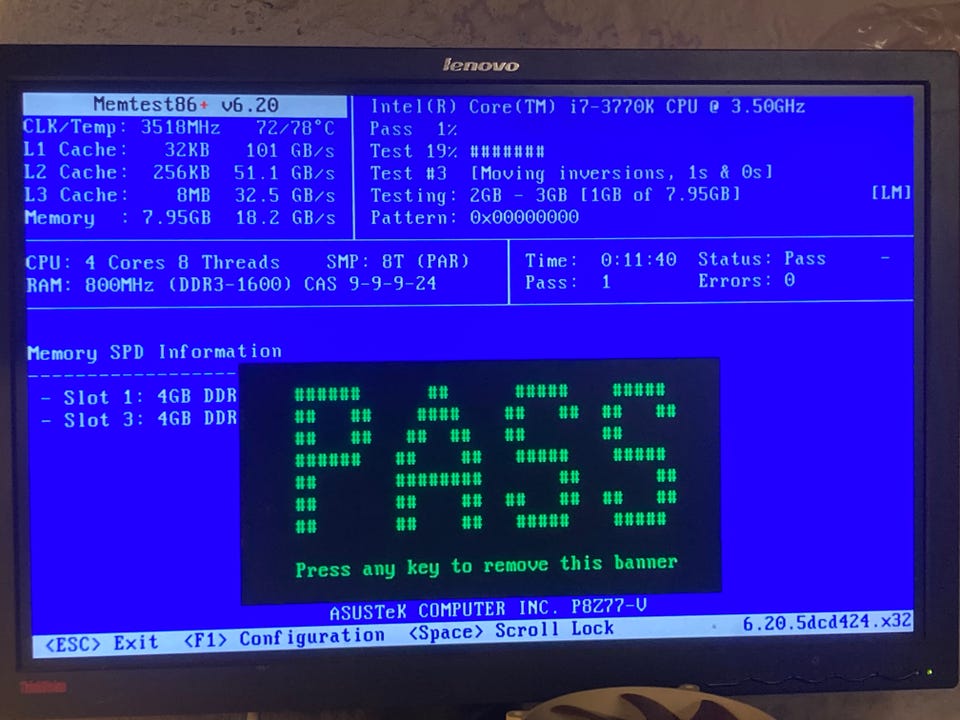 lenovo
Memtest86+ v6.20
Intel(R) Core(TM) i7-3770K CPU @ 3.50GHz
CLK/Temp: 3518MHz 72/78°C
Pass 1%
L1 Cache: 32KB 101 GB/s
Test 19% #######
L2 Cache: 256KB 51.1 GB/s
Test #3 [Moving inversions, 1s & 0s]
L3 Cache: 8MB 32.5 GB/s
Testing: 2GB - 3GB [1GB of 7.95GB] [LM]
Memory : 7.95GB 18.2 GB/s
Pattern: 0x00000000
CPU: 4 Cores 8 Threads SMP: 8T (PAR)
Time: 0:11:40 Status: Pass -
RAM: 800MHz (DDR3-1600) CAS 9-9-9-24
Pass: 1 Errors: 0
Memory SPD Information
- Slot 1: 4GB DDR
- Slot 3: 4GB DDR
PASS
Press any key to remove this banner
ASUSTeK COMPUTER INC. P8Z77-V
<ESC> Exit <F1> Configuration <Space> Scroll Lock 6.20.5dcd424.x32
ThinkVision